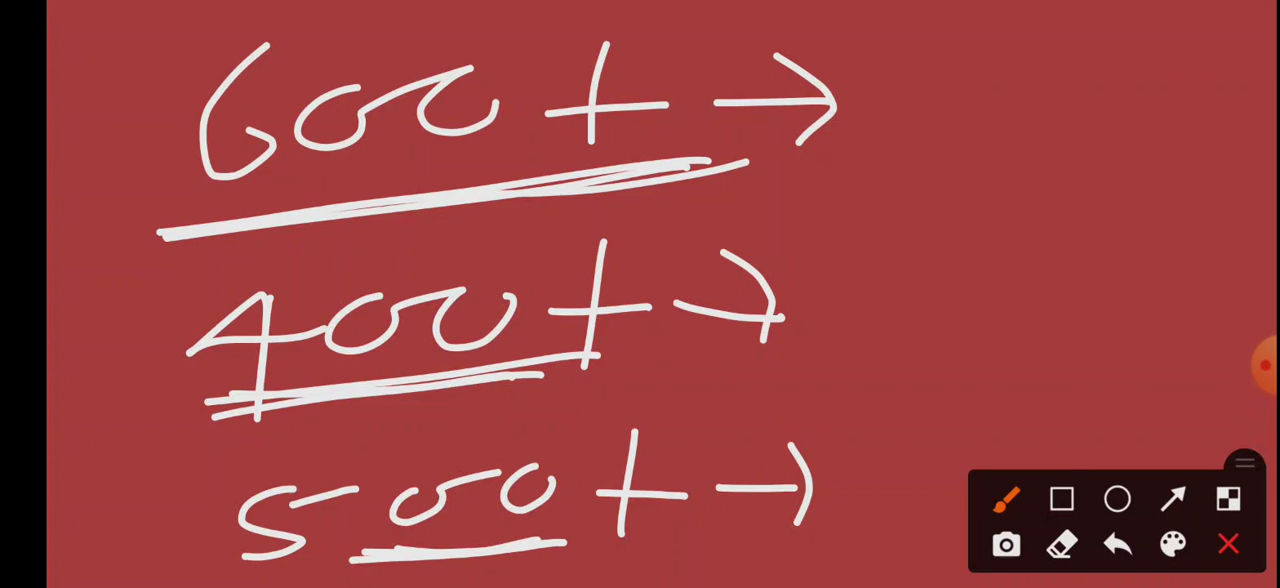 600+ →
400+ →
500+ →